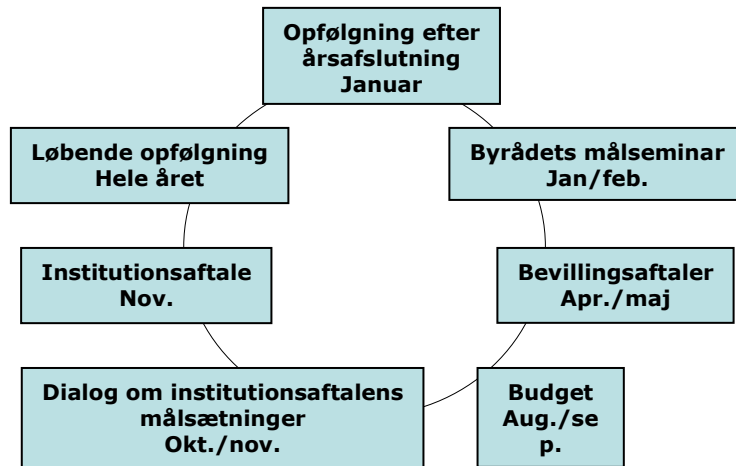 Opfølgning efter
årsafslutning
Januar
Løbende opfølgning
Hele året
Byrådets målseminar
Jan/feb.
Institutionsaftale
Nov.
Bevillingsaftaler
Apr./maj
Dialog om institutionsaftalens
målsætninger
Okt./nov.
Budget
Aug./se
p.